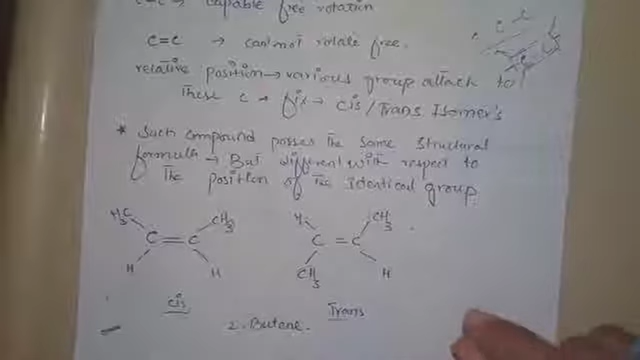 C-C → capable free rotation
C=C → cannot rotate free.
relative position → various group attach to
These C → fix → cis/Trans Isomer's
* Such compound posses the same structural
formula → But different with respect to
The position of the identical group
H3C CH3 H CH3
C=C C=C
H H CH3 H
cis Trans
2-Butene.